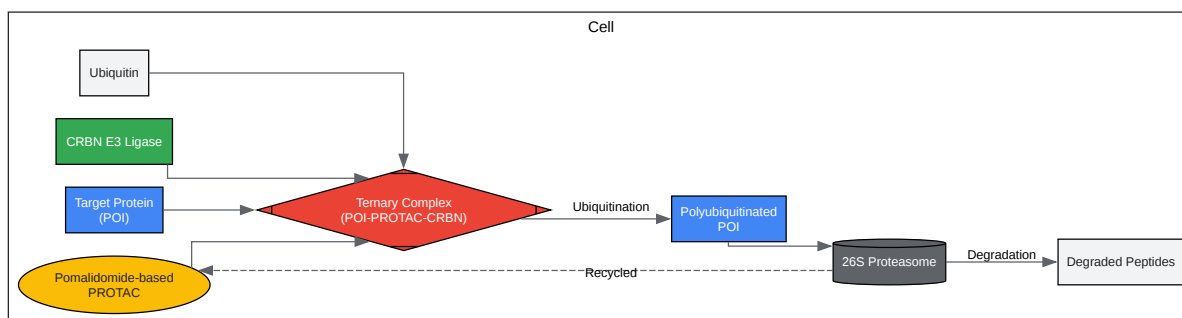 Cell
Ubiquitin
CRBN E3 Ligase
Target Protein
(POI)
Pomalidomide-based
PROTAC
Ternary Complex
(POI-PROTAC-CRBN)
Ubiquitination
Polyubiquitinated
POI
Recycled
26S Proteasome
Degradation
Degraded Peptides